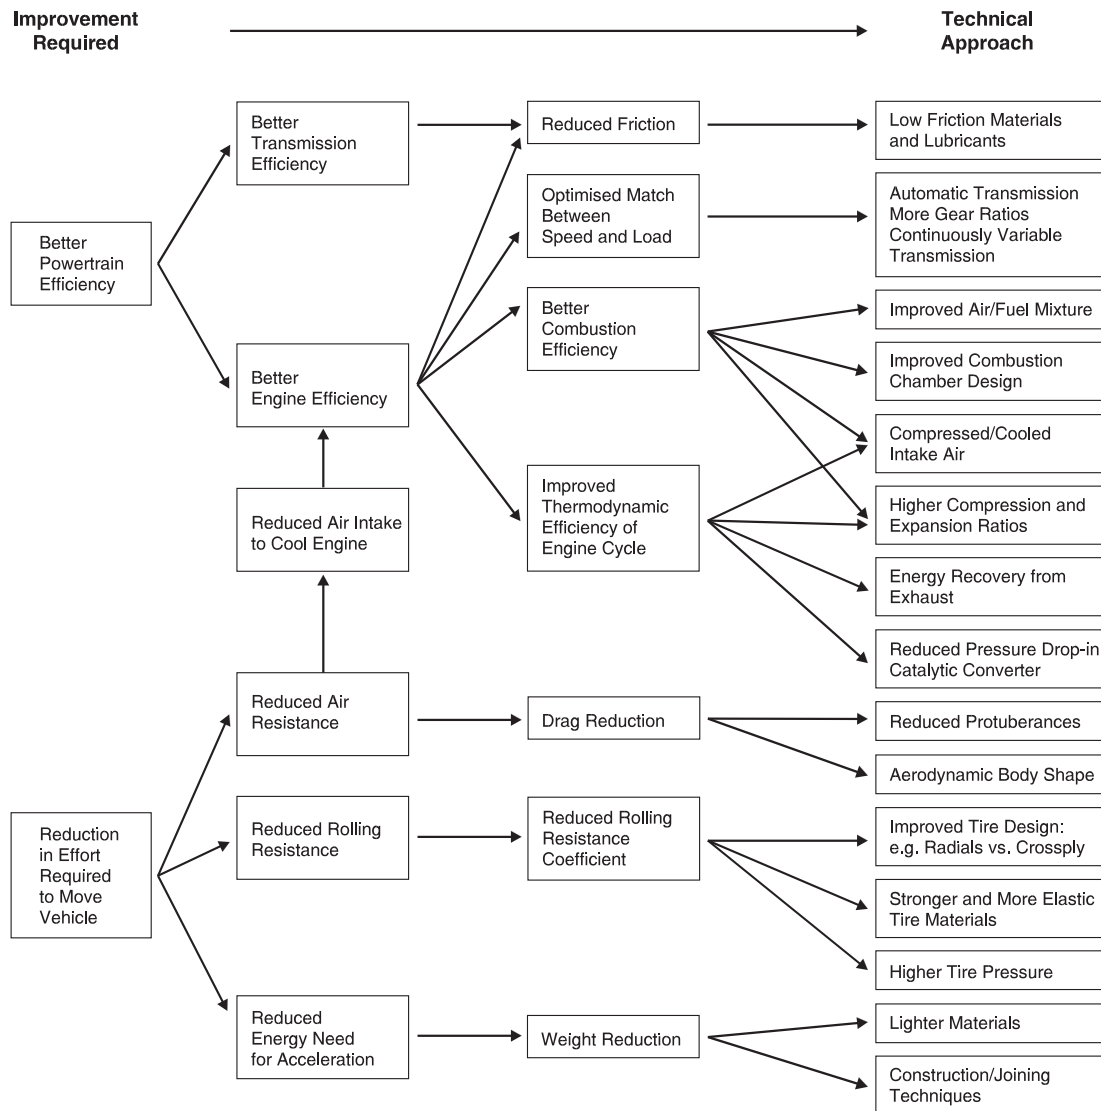 Improvement
Required
Technical
Approach
Better
Powertrain
Efficiency
Reduction
in Effort
Required
to Move
Vehicle
Better
Transmission
Efficiency
Better
Engine Efficiency
Reduced Air Intake
to Cool Engine
Reduced Air
Resistance
Reduced Rolling
Resistance
Reduced
Energy Need
for Acceleration
Reduced Friction
Optimised Match
Between
Speed and Load
Better
Combustion
Efficiency
Improved
Thermodynamic
Efficiency of
Engine Cycle
Drag Reduction
Reduced Rolling
Resistance
Coefficient
Weight Reduction
Low Friction Materials
and Lubricants
Automatic Transmission
More Gear Ratios
Continuously Variable
Transmission
Improved Air/Fuel Mixture
Improved Combustion
Chamber Design
Compressed/Cooled
Intake Air
Higher Compression and
Expansion Ratios
Energy Recovery from
Exhaust
Reduced Pressure Drop-in
Catalytic Converter
Reduced Protuberances
Aerodynamic Body Shape
Improved Tire Design:
e.g. Radials vs. Crossply
Stronger and More Elastic
Tire Materials
Higher Tire Pressure
Lighter Materials
Construction/Joining
Techniques